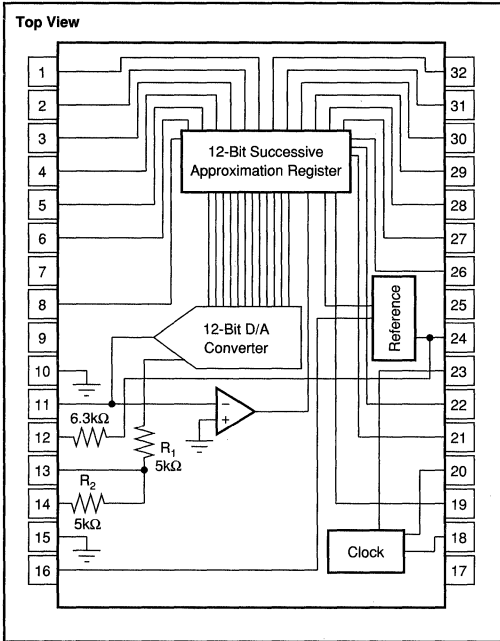 Top View
1
2
3
4
5
6
7
8
9
10
11
12
13
14
15
16
32
31
30
29
28
27
26
25
24
23
22
21
20
19
18
17
12-Bit Successive
Approximation Register
12-Bit D/A
Converter
Reference
6.3kΩ
R1
5kΩ
R2
5kΩ
−
+
Clock